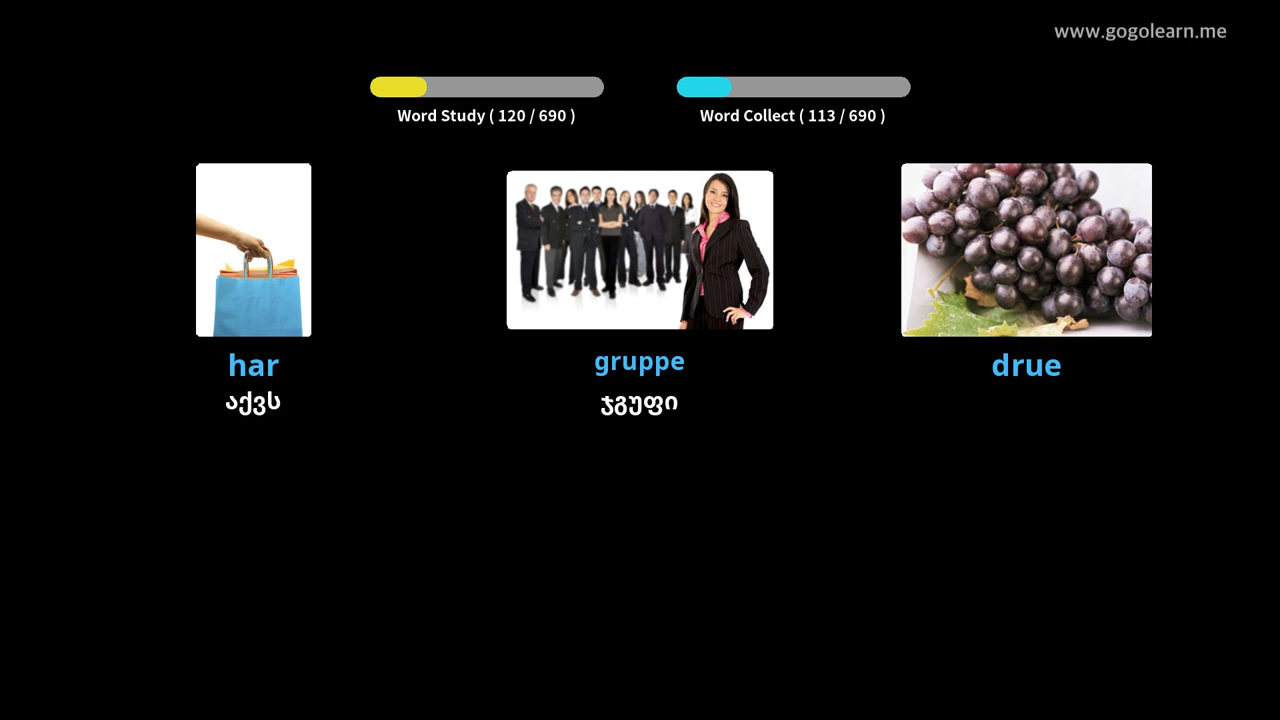 www.gogolearn.me
Word Study ( 120 / 690 )
Word Collect ( 113 / 690 )
har
აქვს
gruppe
ჯგუფი
drue